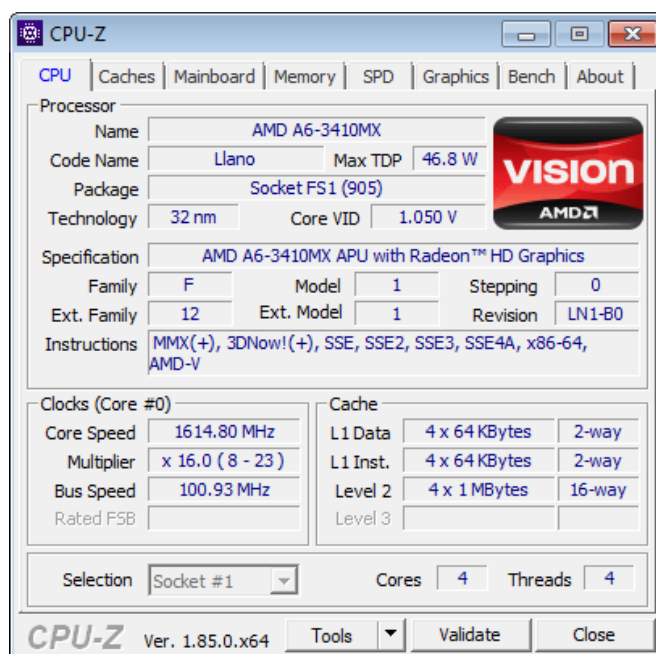 CPU-Z
CPU Caches Mainboard Memory SPD Graphics Bench About
Processor
Name AMD A6-3410MX
Code Name Llano Max TDP 46.8 W
Package Socket FS1 (905)
Technology 32 nm Core VID 1.050 V
VISION
AMD
Specification AMD A6-3410MX APU with Radeon™ HD Graphics
Family F Model 1 Stepping 0
Ext. Family 12 Ext. Model 1 Revision LN1-B0
Instructions MMX(+), 3DNow!(+), SSE, SSE2, SSE3, SSE4A, x86-64,
AMD-V
Clocks (Core #0) Cache
Core Speed 1614.80 MHz L1 Data 4 x 64 KBytes 2-way
Multiplier x 16.0 ( 8 - 23 ) L1 Inst. 4 x 64 KBytes 2-way
Bus Speed 100.93 MHz Level 2 4 x 1 MBytes 16-way
Rated FSB Level 3
Selection Socket #1 Cores 4 Threads 4
CPU-Z Ver. 1.85.0.x64 Tools Validate Close